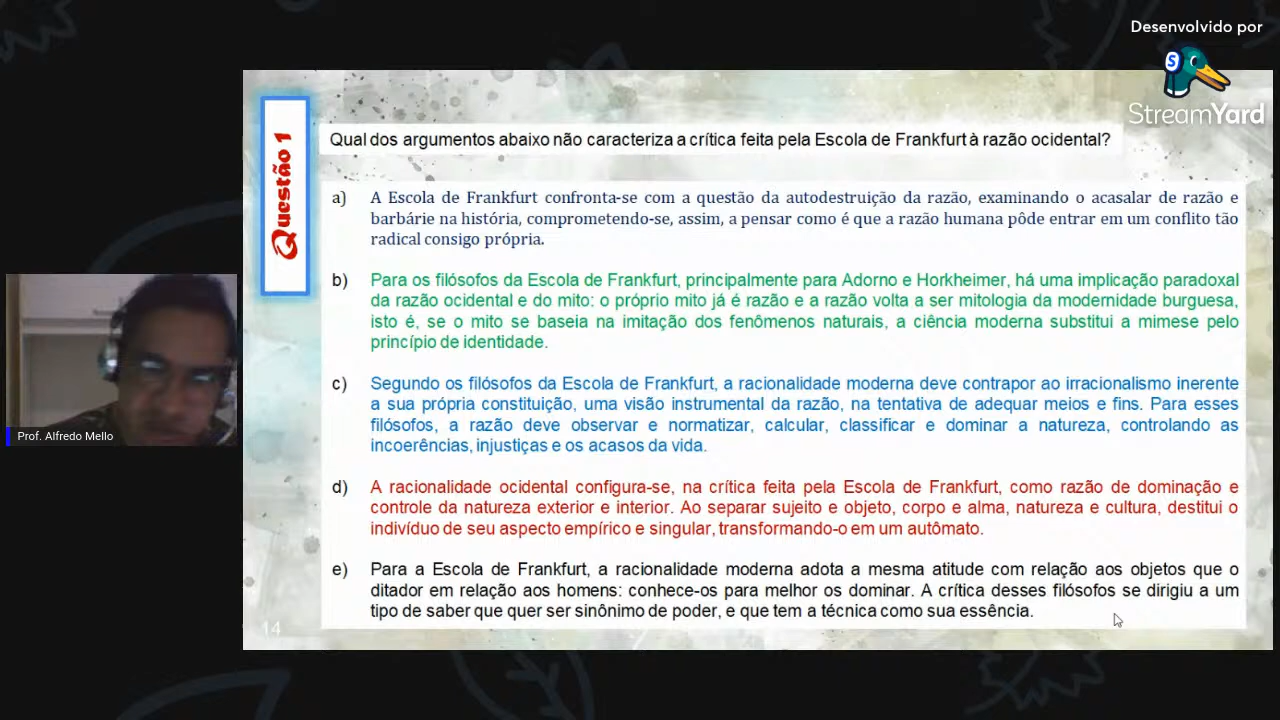 Desenvolvido por
StreamYard
Questão 1
Qual dos argumentos abaixo não caracteriza a crítica feita pela Escola de Frankfurt à razão ocidental?
a) A Escola de Frankfurt confronta-se com a questão da autodestruição da razão, examinando o acasalar de razão e
barbárie na história, comprometendo-se, assim, a pensar como é que a razão humana pôde entrar em um conflito tão
radical consigo própria.
b) Para os filósofos da Escola de Frankfurt, principalmente para Adorno e Horkheimer, há uma implicação paradoxal
da razão ocidental e do mito: o próprio mito já é razão e a razão volta a ser mitologia da modernidade burguesa,
isto é, se o mito se baseia na imitação dos fenômenos naturais, a ciência moderna substitui a mimese pelo
princípio de identidade.
c) Segundo os filósofos da Escola de Frankfurt, a racionalidade moderna deve contrapor ao irracionalismo inerente
a sua própria constituição, uma visão instrumental da razão, na tentativa de adequar meios e fins. Para esses
filósofos, a razão deve observar e normatizar, calcular, classificar e dominar a natureza, controlando as
incoerências, injustiças e os acasos da vida.
d) A racionalidade ocidental configura-se, na crítica feita pela Escola de Frankfurt, como razão de dominação e
controle da natureza exterior e interior. Ao separar sujeito e objeto, corpo e alma, natureza e cultura, destitui o
indivíduo de seu aspecto empírico e singular, transformando-o em um autômato.
e) Para a Escola de Frankfurt, a racionalidade moderna adota a mesma atitude com relação aos objetos que o
ditador em relação aos homens: conhece-os para melhor os dominar. A crítica desses filósofos se dirigiu a um
tipo de saber que quer ser sinônimo de poder, e que tem a técnica como sua essência.
14
Prof. Alfredo Mello